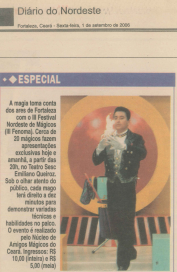 Diário do Nordeste
Fortaleza, Ceará - Sexta-feira, 1 de setembro de 2006
ESPECIAL
A magia toma conta
dos ares de Fortaleza
com o III Festival
Nordeste de Mágicos
(III Fenoma). Cerca de
20 mágicos fazem
apresentações
exclusivas hoje e
amanhã, a partir das
20h, no Teatro Sesc
Emiliano Queiroz.
Sob o olhar atento do
público, cada mago
terá direito a dez
minutos para
demonstrar variadas
técnicas e
habilidades no palco.
O evento é realizado
pelo Núcleo de
Amigos Mágicos do
Ceará. Ingressos: R$
10,00 (inteira) e R$
5,00 (meia)